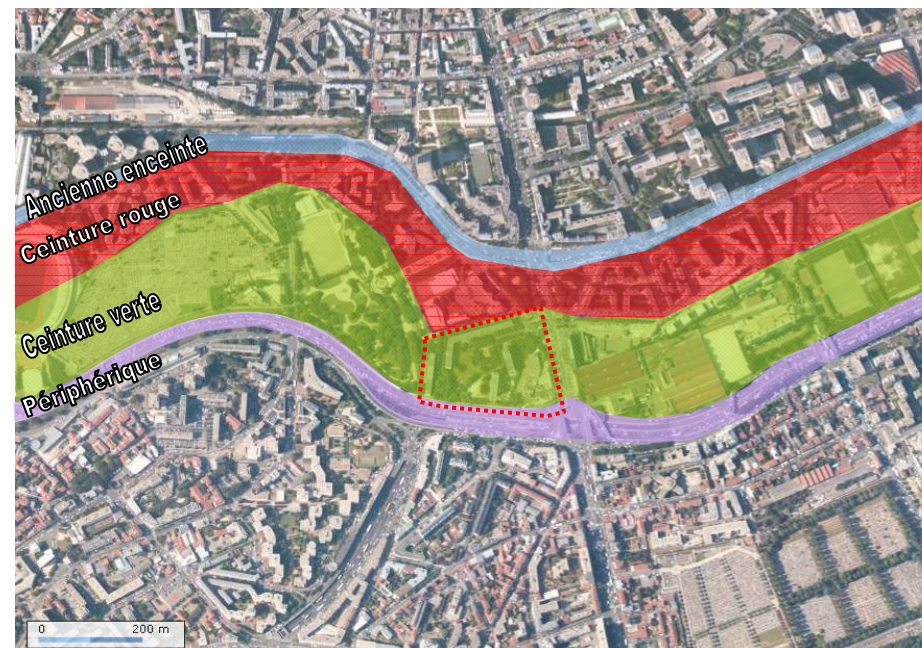 Ancienne enceinte
Ceinture rouge
Ceinture verte
Périphérique
0 200 m